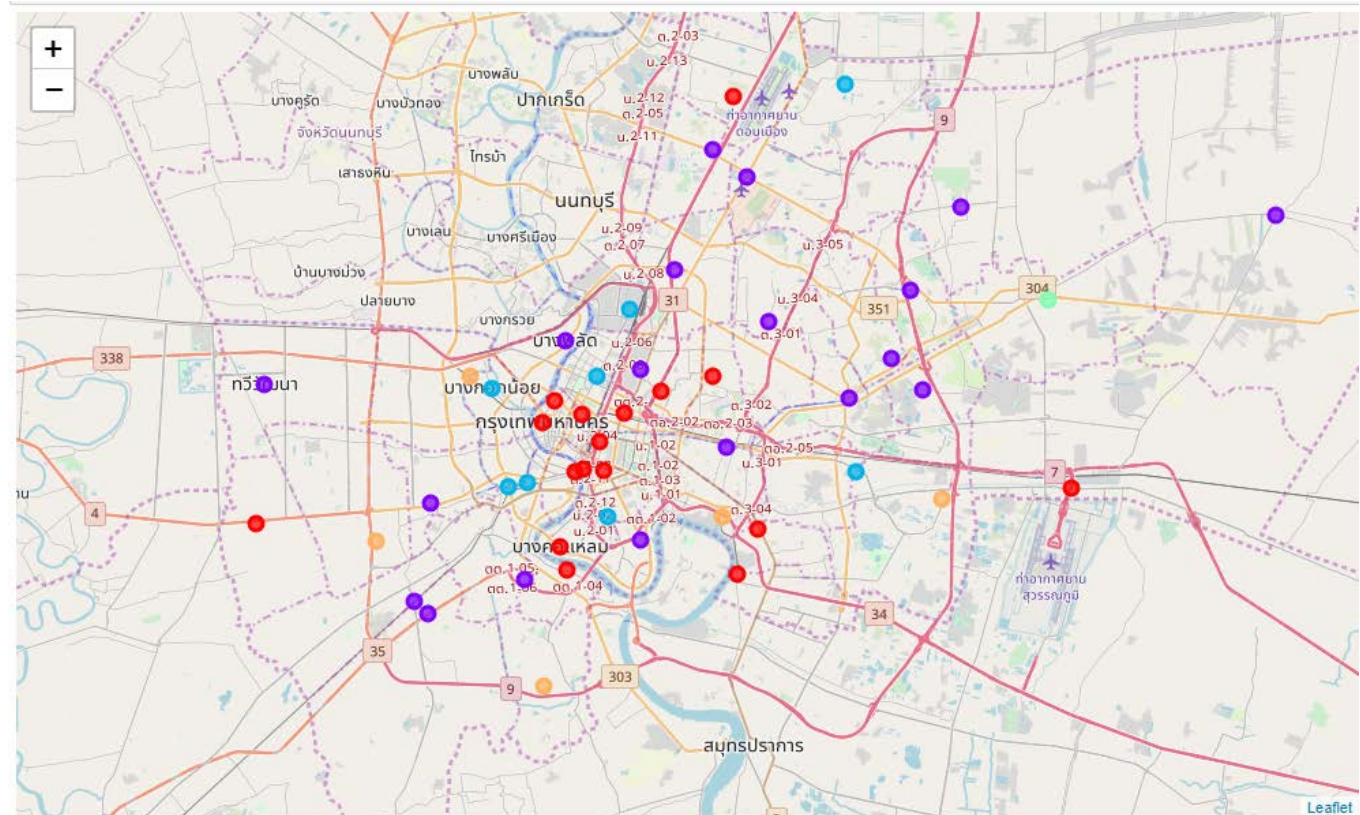 +
−
ต.2-03
น.2-13
บางพลับ
บางคูรัด
บางบัวทอง
ปากเกร็ด
น.2-12
ต.2-05
น.2-11
ท่าอากาศยาน
ดอนเมือง
9
จังหวัดนนทบุรี
ไทรม้า
เสาธงหิน
นนทบุรี
บางเลน
บางศรีเมือง
น.2-09
ต.2-07
น.3-05
บ้านบางม่วง
น.2-08
ปลายบาง
304
31
น.3-04
351
บางกรวย
ต.3-01
338
น.2-06
ทวีวัฒนา
บางกอกน้อย
ต.3-02
กรุงเทพมหานคร
ตอ.2-02
ตอ.2-03
น.1-02
ตอ.2-05
น.3-01
ต.1-02
7
ต.1-03
น.1-01
4
ต.2-12
ต.3-04
ตต.1-02
น.2-01
บางคอแหลม
ตต.1-05
ตต.1-04
ตต.1-06
ท่าอากาศยาน
สุวรรณภูมิ
34
35
303
9
สมุทรปราการ
Leaflet